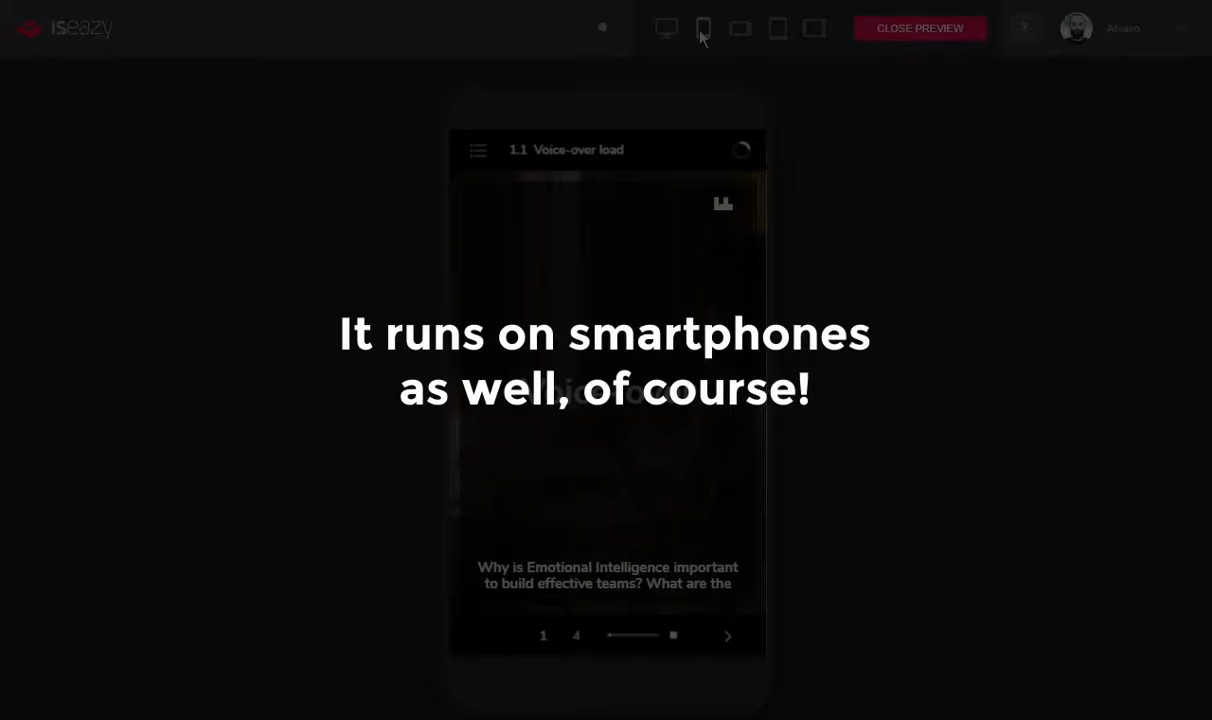 ISeazy
CLOSE PREVIEW
?
Alvaro
1.1 Voice-over load
It runs on smartphones
as well, of course!
Why is Emotional Intelligence important
to build effective teams? What are the
1 4